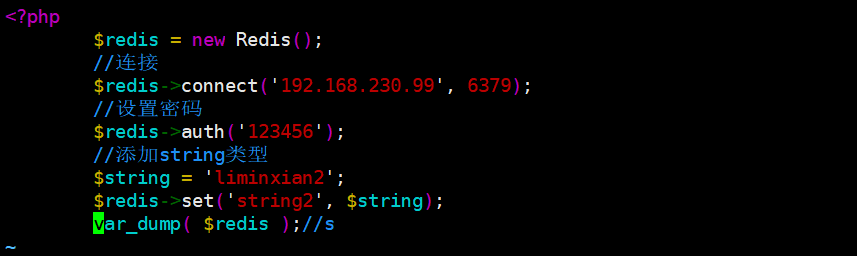 <?php
$redis = new Redis();
//连接
$redis->connect('192.168.230.99', 6379);
//设置密码
$redis->auth('123456');
//添加string类型
$string = 'liminxian2';
$redis->set('string2', $string);
var_dump( $redis );//s
~